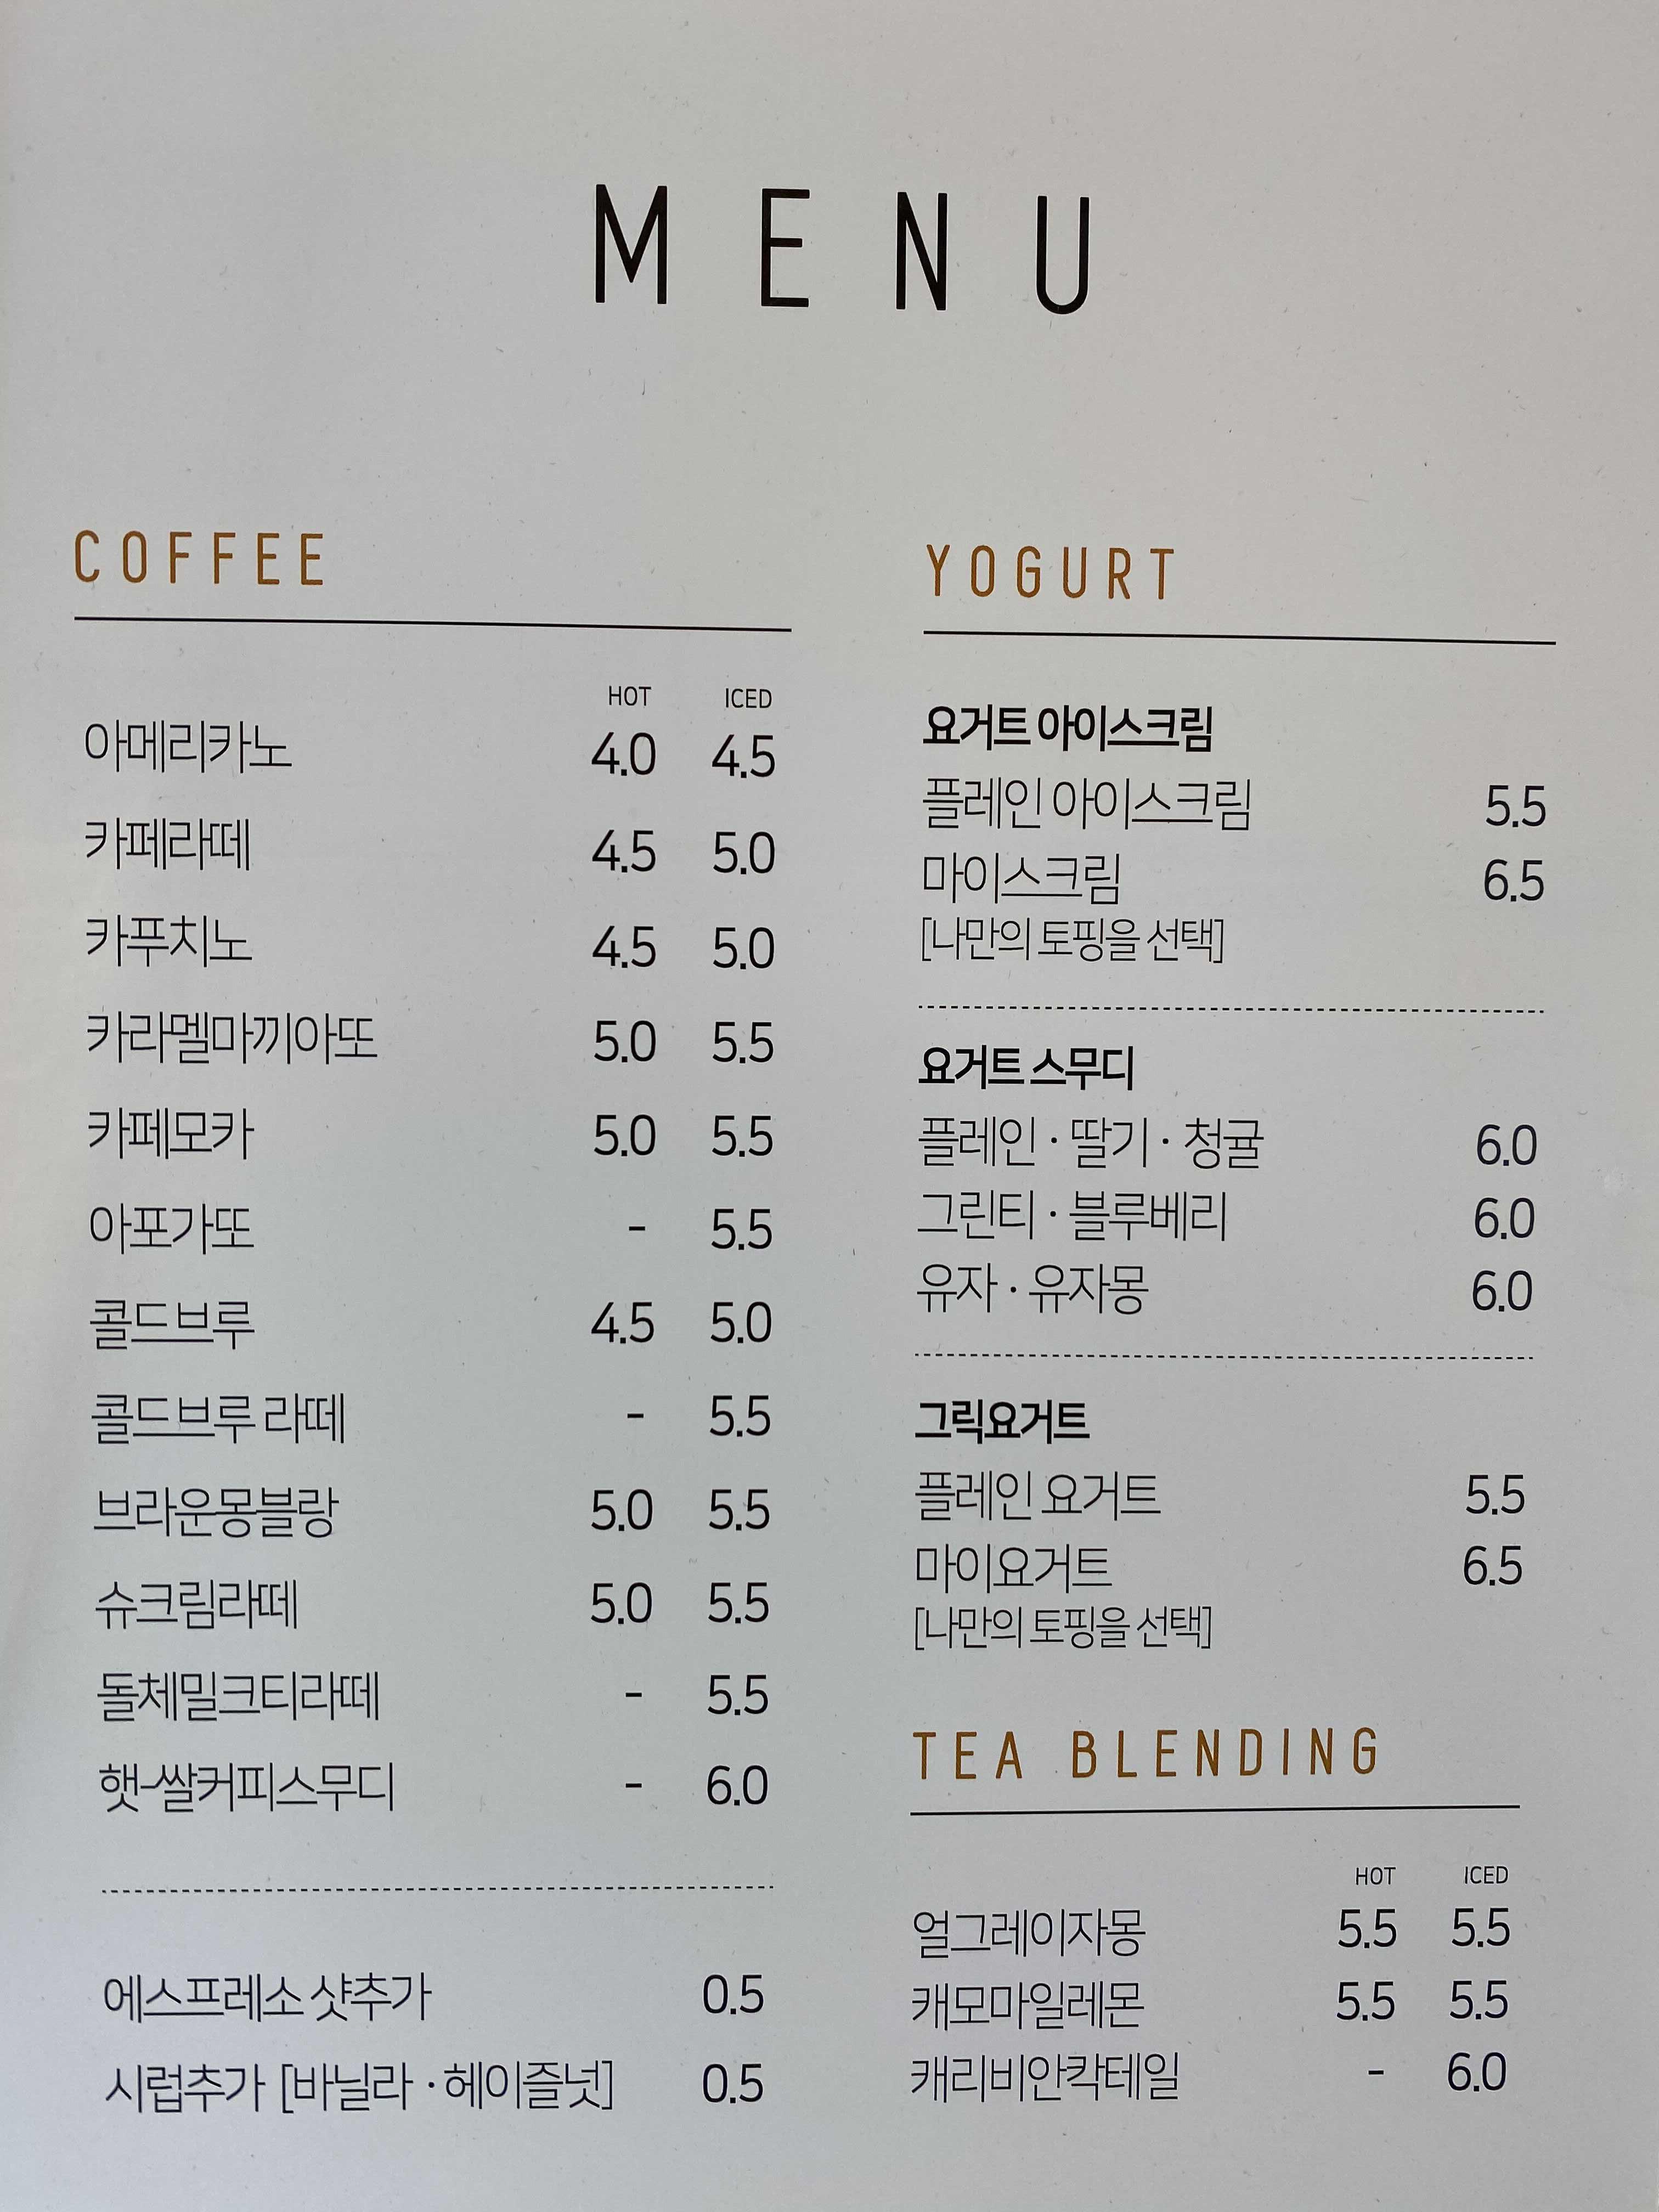 MENU
COFFEE
HOT ICED
아메리카노 4.0 4.5
카페라떼 4.5 5.0
카푸치노 4.5 5.0
카라멜마끼아또 5.0 5.5
카페모카 5.0 5.5
아포가또 - 5.5
콜드브루 4.5 5.0
콜드브루 라떼 - 5.5
브라운몽블랑 5.0 5.5
슈크림라떼 5.0 5.5
돌체밀크티라떼 - 5.5
햇-쌀커피스무디 - 6.0
에스프레소 샷추가 0.5
시럽추가 [바닐라 · 헤이즐넛] 0.5
YOGURT
요거트 아이스크림
플레인 아이스크림 5.5
마이스크림 6.5
[나만의 토핑을 선택]
요거트 스무디
플레인 · 딸기 · 청귤 6.0
그린티 · 블루베리 6.0
유자 · 유자몽 6.0
그릭요거트
플레인 요거트 5.5
마이요거트 6.5
[나만의 토핑을 선택]
TEA BLENDING
HOT ICED
얼그레이자몽 5.5 5.5
캐모마일레몬 5.5 5.5
캐리비안칵테일 - 6.0